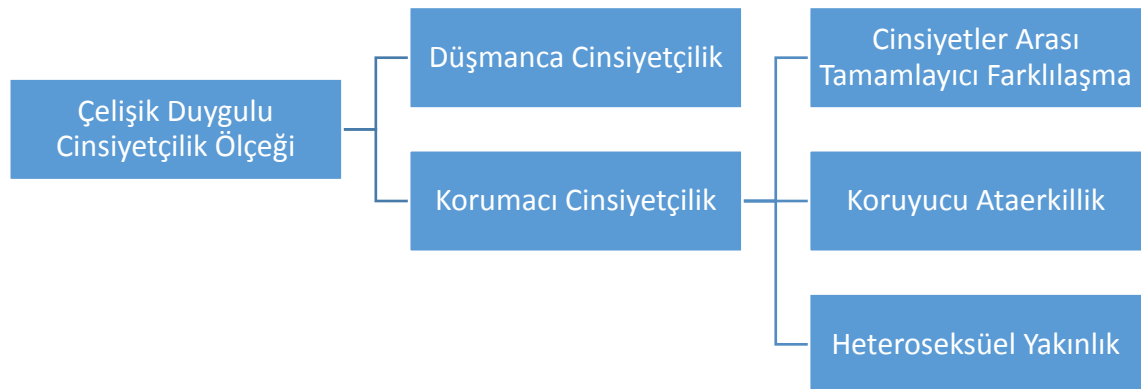 Çelişik Duygulu
Cinsiyetçilik Ölçeği
Düşmanca Cinsiyetçilik
Korumacı Cinsiyetçilik
Cinsiyetler Arası
Tamamlayıcı Farklılaşma
Koruyucu Ataerkillik
Heteroseksüel Yakınlık